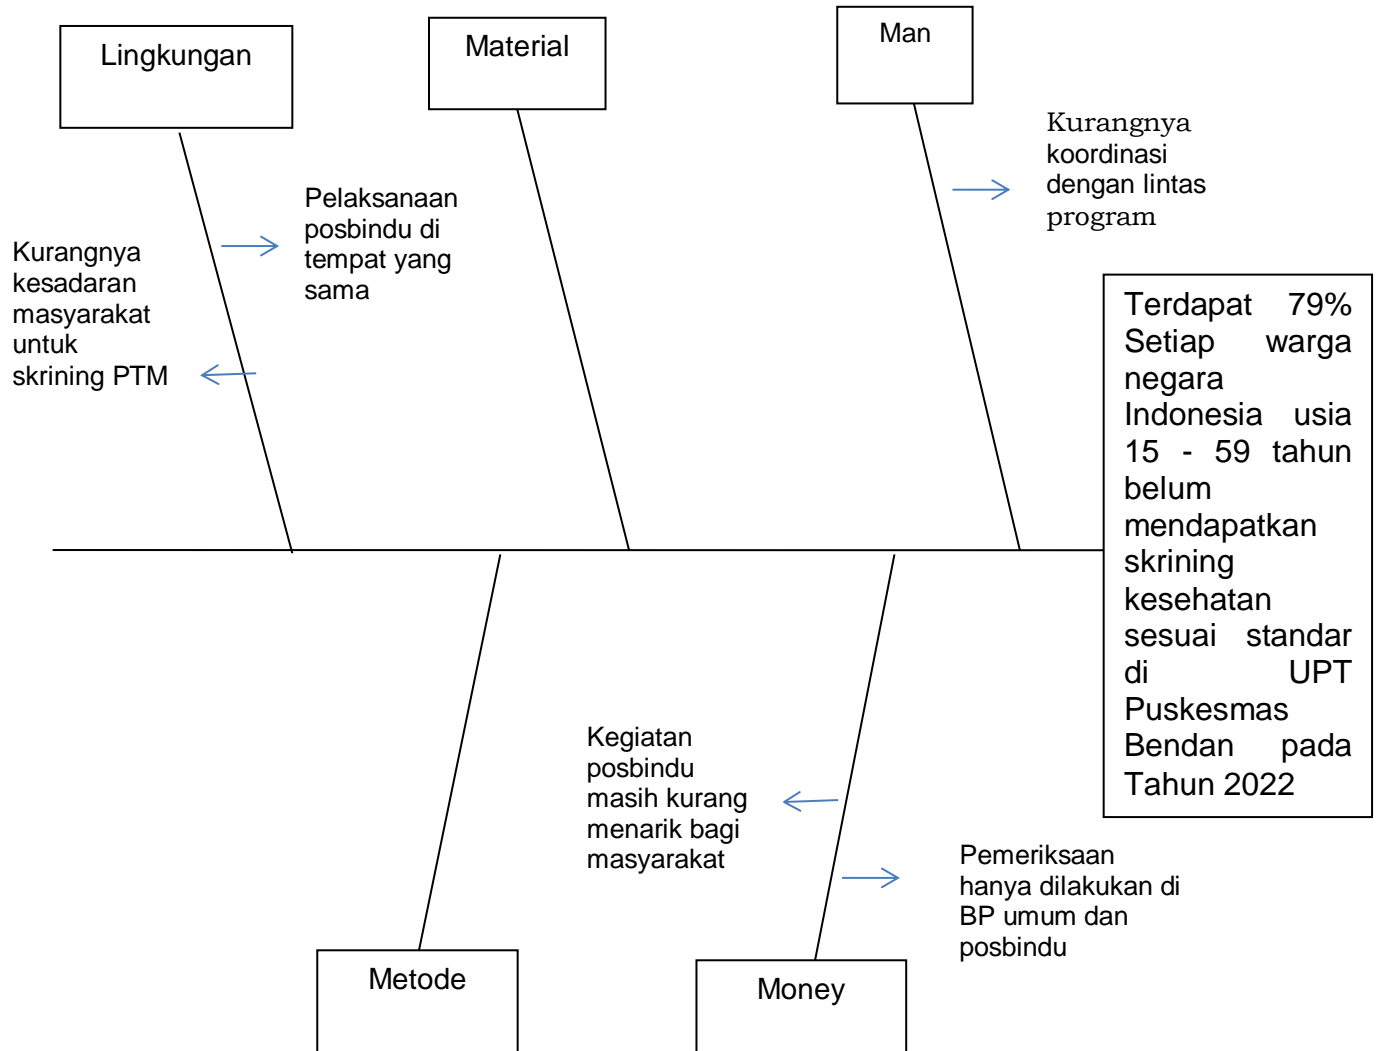 Lingkungan
Material
Man
Kurangnya
koordinasi
dengan lintas
program
Pelaksanaan
posbindu di
tempat yang
sama
Kurangnya
kesadaran
masyarakat
untuk
skrining PTM
Terdapat 79%
Setiap warga
negara
Indonesia usia
15 - 59 tahun
belum
mendapatkan
skrining
kesehatan
sesuai standar
di UPT
Puskesmas
Bendan pada
Tahun 2022
Kegiatan
posbindu
masih kurang
menarik bagi
masyarakat
Pemeriksaan
hanya dilakukan di
BP umum dan
posbindu
Metode
Money